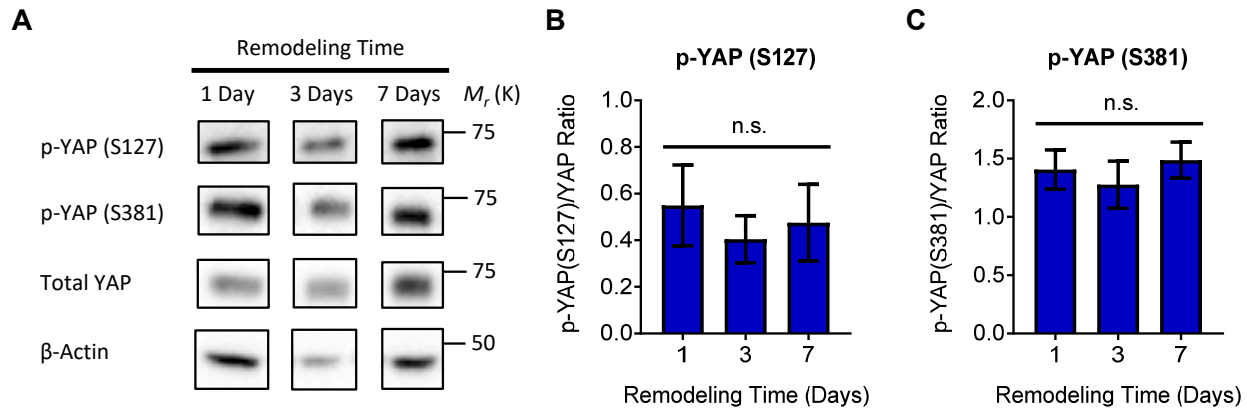 A
Remodeling Time
1 Day 3 Days 7 Days Mr (K)
p-YAP (S127) 75
p-YAP (S381) 75
Total YAP 75
β-Actin 50
B
p-YAP (S127)
p-YAP(S127)/YAP Ratio
1.0
0.8
0.6
0.4
0.2
0.0
n.s.
1 3 7
Remodeling Time (Days)
C
p-YAP (S381)
p-YAP(S381)/YAP Ratio
2.0
1.5
1.0
0.5
0.0
n.s.
1 3 7
Remodeling Time (Days)